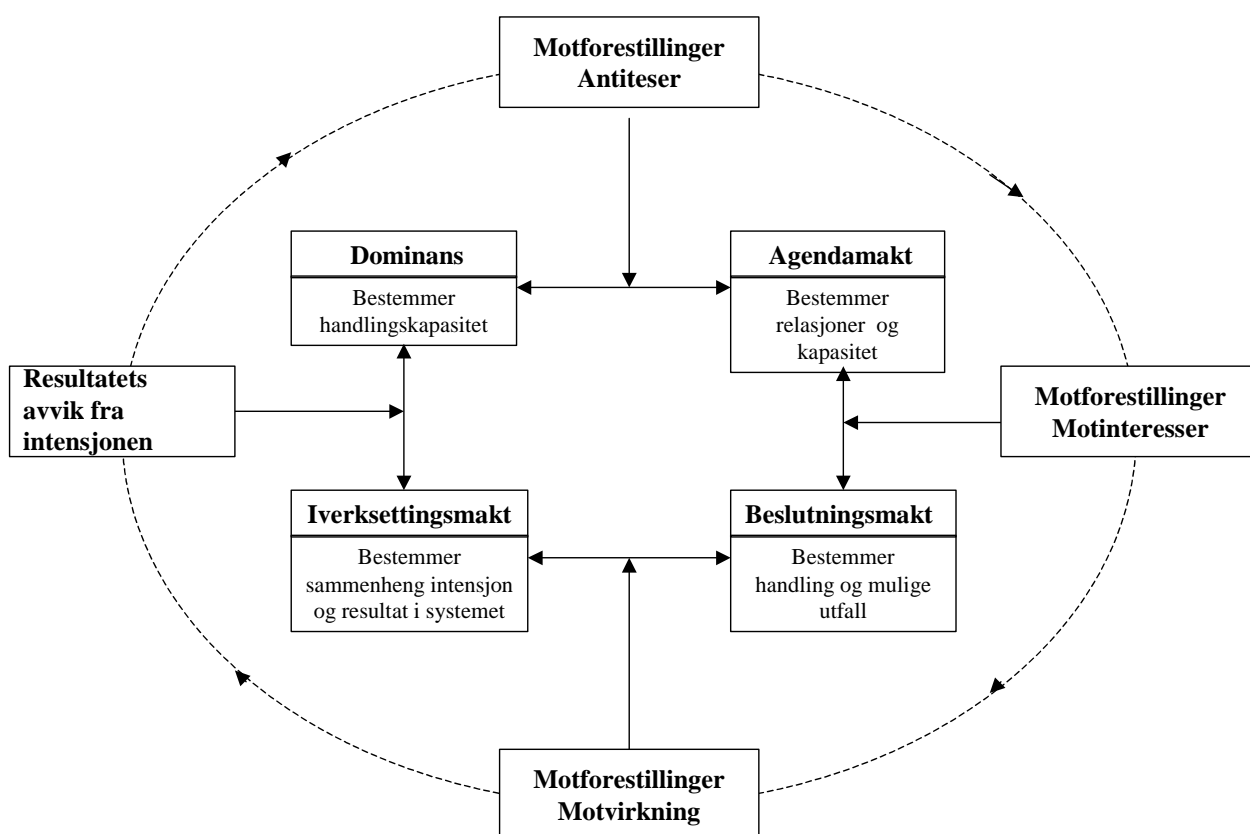 Motforestillinger
Antiteser
Dominans
Bestemmer
handlingskapasitet
Agendamakt
Bestemmer
relasjoner og
kapasitet
Resultatets
avvik fra
intensjonen
Motforestillinger
Motinteresser
Iverksettingsmakt
Bestemmer
sammenheng intensjon
og resultat i systemet
Beslutningsmakt
Bestemmer
handling og mulige
utfall
Motforestillinger
Motvirkning